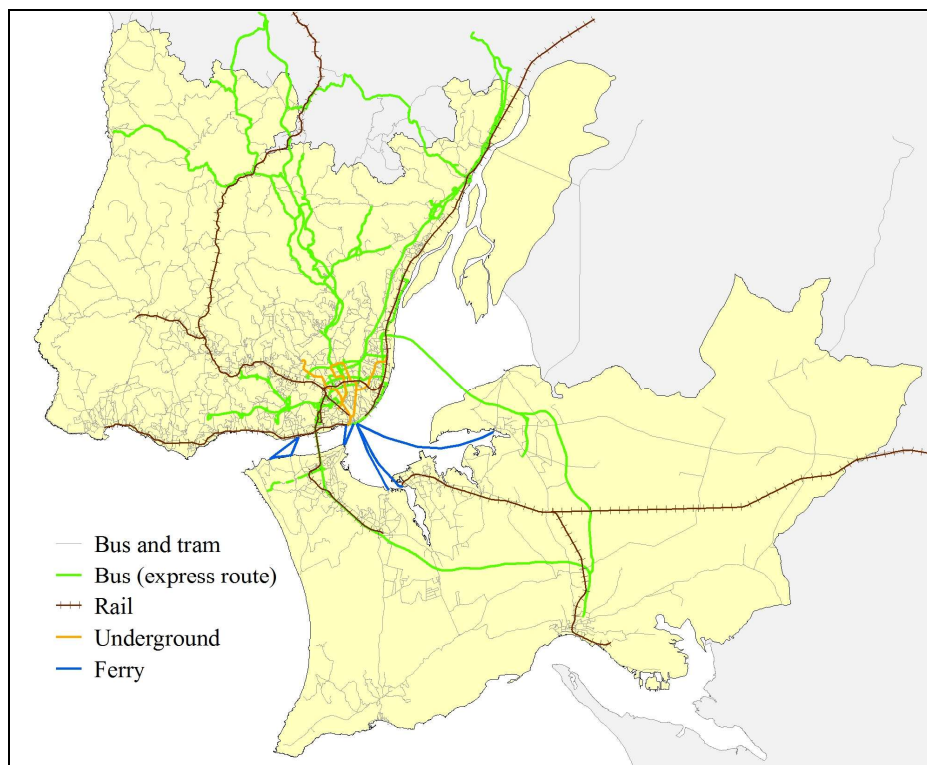 Bus and tram
Bus (express route)
Rail
Underground
Ferry